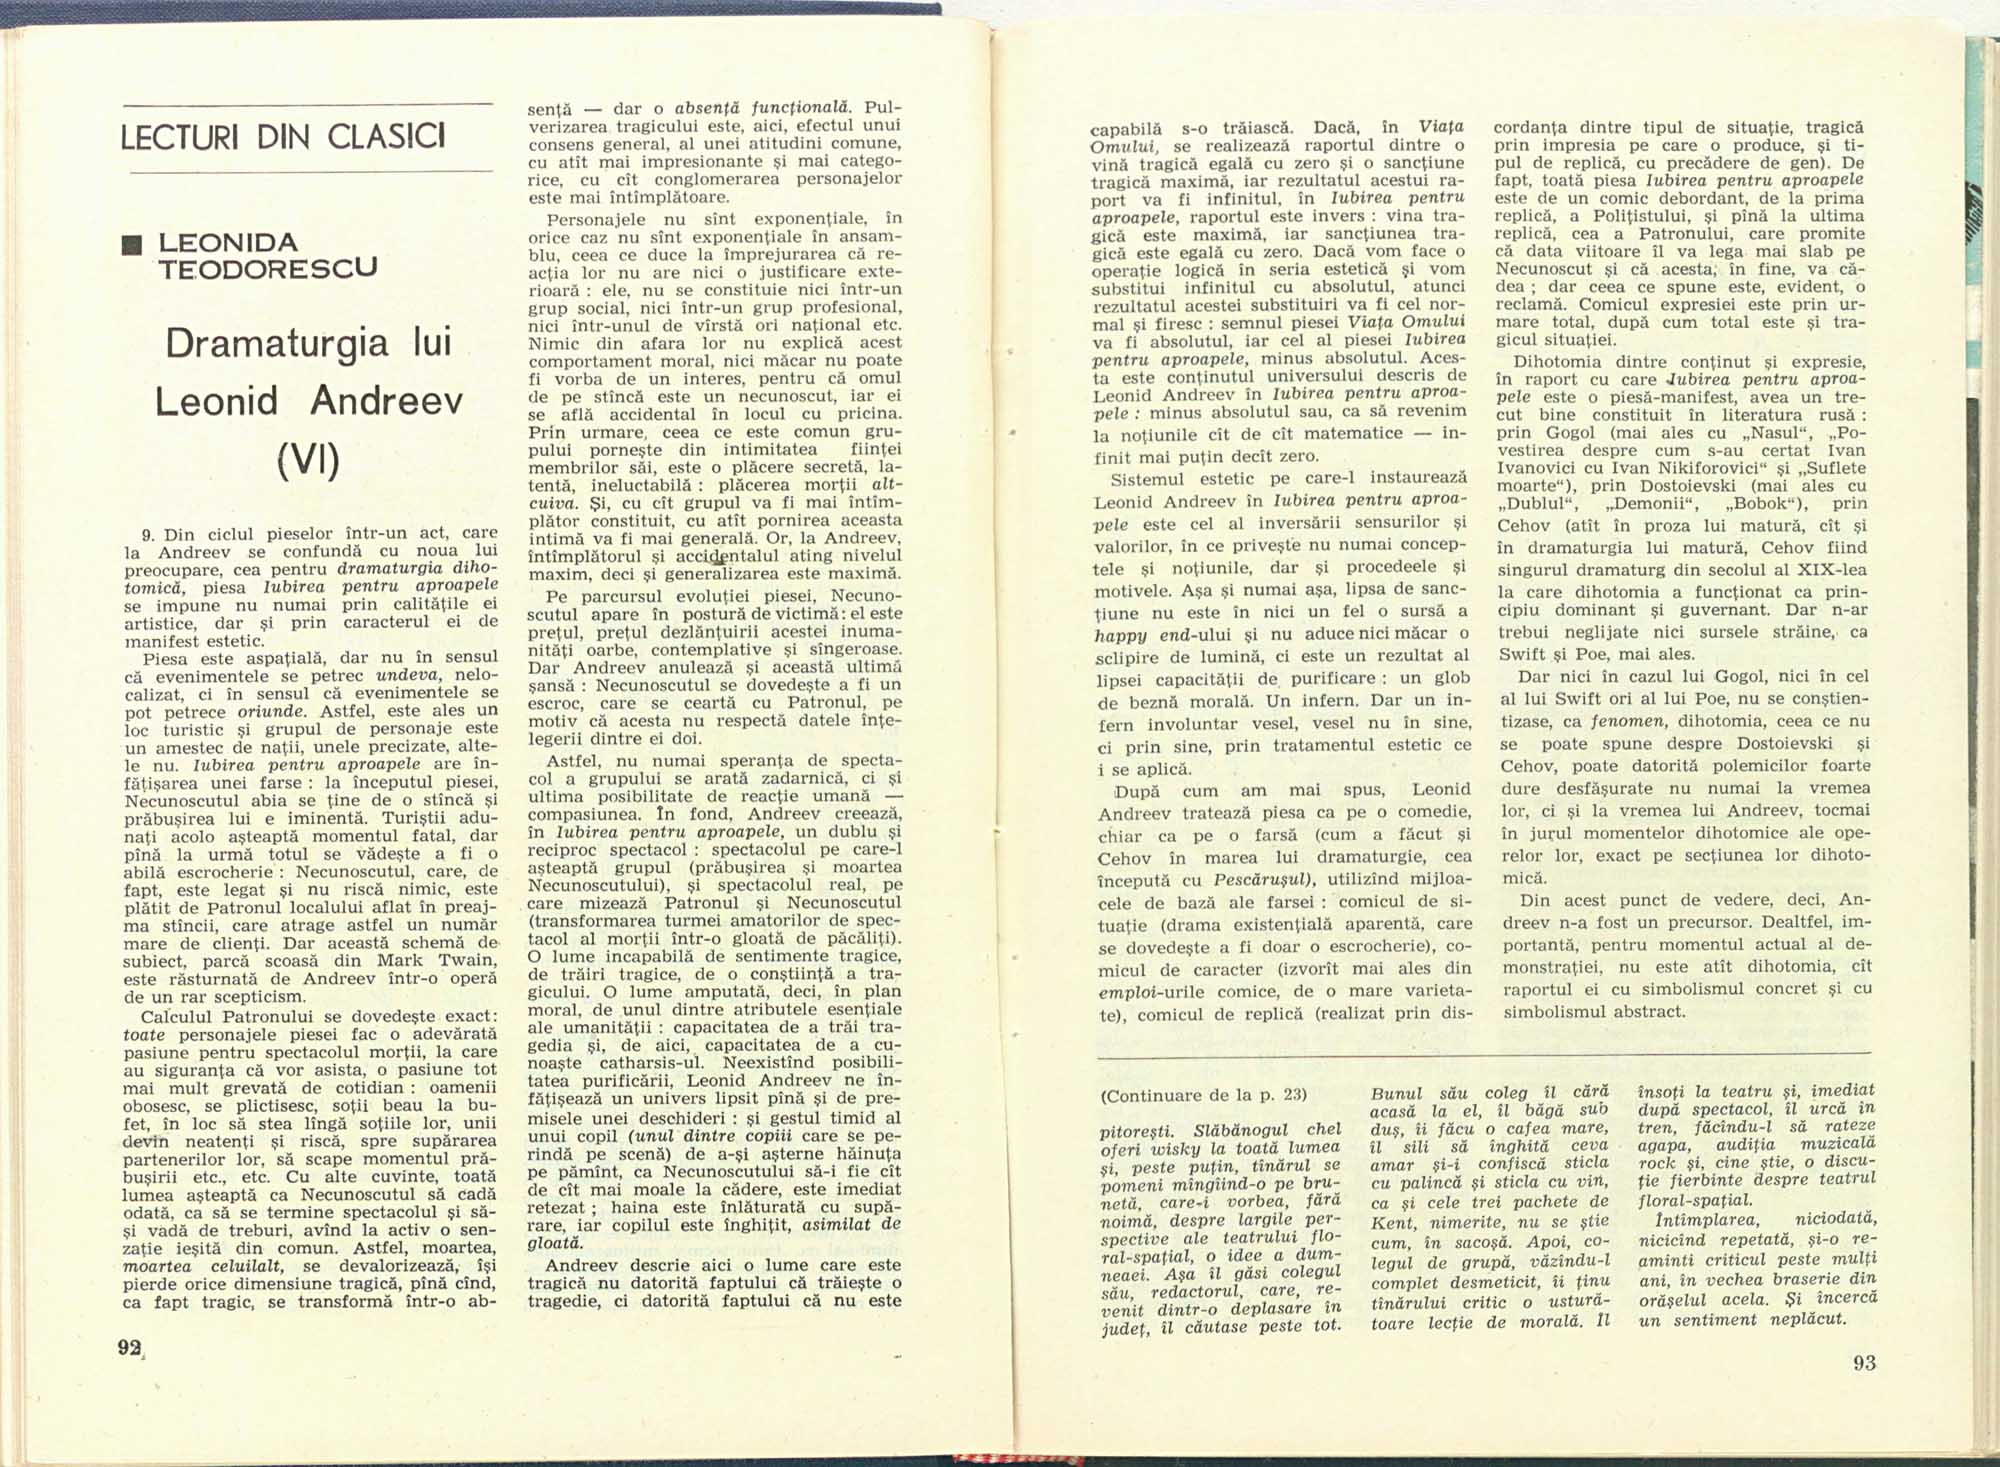 LECTURI DIN CLASICI
■ LEONIDA
TEODORESCU
Dramaturgia lui
Leonid Andreev
(VI)
9. Din ciclul pieselor într-un act, care
la Andreev se confundă cu noua lui
preocupare, cea pentru dramaturgia diho-
tomică, piesa Iubirea pentru aproapele
se impune nu numai prin calitățile ei
artistice, dar și prin caracterul ei de
manifest estetic.
Piesa este aspațială, dar nu în sensul
că evenimentele se petrec undeva, nelo-
calizat, ci în sensul că evenimentele se
pot petrece oriunde. Astfel, este ales un
loc turistic și grupul de personaje este
un amestec de nații, unele precizate, alte-
le nu. Iubirea pentru aproapele are în-
fățișarea unei farse : la începutul piesei,
Necunoscutul abia se ține de o stîncă și
prăbușirea lui e iminentă. Turiștii adu-
nați acolo așteaptă momentul fatal, dar
pînă la urmă totul se vădește a fi o
abilă escrocherie : Necunoscutul, care, de
fapt, este legat și nu riscă nimic, este
plătit de Patronul localului aflat în preaj-
ma stîncii, care atrage astfel un număr
mare de clienți. Dar această schemă de
subiect, parcă scoasă din Mark Twain,
este răsturnată de Andreev într-o operă
de un rar scepticism.
Calculul Patronului se dovedește exact:
toate personajele piesei fac o adevărată
pasiune pentru spectacolul morții, la care
au siguranța că vor asista, o pasiune tot
mai mult grevată de cotidian : oamenii
obosesc, se plictisesc, soții beau la bu-
fet, în loc să stea lîngă soțiile lor, unii
devin neatenți și riscă, spre supărarea
partenerilor lor, să scape momentul pră-
bușirii etc., etc. Cu alte cuvinte, toată
lumea așteaptă ca Necunoscutul să cadă
odată, ca să se termine spectacolul și să-
și vadă de treburi, avînd la activ o sen-
zație ieșită din comun. Astfel, moartea,
moartea celuilalt, se devalorizează, își
pierde orice dimensiune tragică, pînă cînd,
ca fapt tragic, se transformă într-o ab-
sență — dar o absență funcțională. Pul-
verizarea tragicului este, aici, efectul unui
consens general, al unei atitudini comune,
cu atît mai impresionante și mai catego-
rice, cu cît conglomerarea personajelor
este mai întîmplătoare.
Personajele nu sînt exponențiale, în
orice caz nu sînt exponențiale în ansam-
blu, ceea ce duce la împrejurarea că re-
acția lor nu are nici o justificare exte-
rioară : ele, nu se constituie nici într-un
grup social, nici într-un grup profesional,
nici într-unul de vîrstă ori național etc.
Nimic din afara lor nu explică acest
comportament moral, nici măcar nu poate
fi vorba de un interes, pentru că omul
de pe stîncă este un necunoscut, iar ei
se află accidental în locul cu pricina.
Prin urmare, ceea ce este comun gru-
pului pornește din intimitatea ființei
membrilor săi, este o plăcere secretă, la-
tentă, ineluctabilă : plăcerea morții alt-
cuiva. Și, cu cît grupul va fi mai întîm-
plător constituit, cu atît pornirea aceasta
intimă va fi mai generală. Or, la Andreev,
întîmplătorul și accidentalul ating nivelul
maxim, deci și generalizarea este maximă.
Pe parcursul evoluției piesei, Necuno-
scutul apare în postură de victimă: el este
prețul, prețul dezlănțuirii acestei inuma-
nități oarbe, contemplative și sîngeroase.
Dar Andreev anulează și această ultimă
șansă : Necunoscutul se dovedește a fi un
escroc, care se ceartă cu Patronul, pe
motiv că acesta nu respectă datele înțe-
legerii dintre ei doi.
Astfel, nu numai speranța de specta-
col a grupului se arată zadarnică, ci și
ultima posibilitate de reacție umană —
compasiunea. În fond, Andreev creează,
în Iubirea pentru aproapele, un dublu și
reciproc spectacol : spectacolul pe care-l
așteaptă grupul (prăbușirea și moartea
Necunoscutului), și spectacolul real, pe
care mizează Patronul și Necunoscutul
(transformarea turmei amatorilor de spec-
tacol al morții într-o gloată de păcăliți).
O lume incapabilă de sentimente tragice,
de trăiri tragice, de o conștiință a tra-
gicului. O lume amputată, deci, în plan
moral, de unul dintre atributele esențiale
ale umanității : capacitatea de a trăi tra-
gedia și, de aici, capacitatea de a cu-
noaște catharsis-ul. Neexistînd posibili-
tatea purificării, Leonid Andreev ne în-
fățișează un univers lipsit pînă și de pre-
misele unei deschideri : și gestul timid al
unui copil (unul dintre copiii care se pe-
rindă pe scenă) de a-și așterne hăinuța
pe pămînt, ca Necunoscutului să-i fie cît
de cît mai moale la cădere, este imediat
retezat ; haina este înlăturată cu supă-
rare, iar copilul este înghițit, asimilat de
gloată.
Andreev descrie aici o lume care este
tragică nu datorită faptului că trăiește o
tragedie, ci datorită faptului că nu este
92
capabilă s-o trăiască. Dacă, în Viața
Omului, se realizează raportul dintre o
vină tragică egală cu zero și o sancțiune
tragică maximă, iar rezultatul acestui ra-
port va fi infinitul, în Iubirea pentru
aproapele, raportul este invers : vina tra-
gică este maximă, iar sancțiunea tra-
gică este egală cu zero. Dacă vom face o
operație logică în seria estetică și vom
substitui infinitul cu absolutul, atunci
rezultatul acestei substituiri va fi cel nor-
mal și firesc : semnul piesei Viața Omului
va fi absolutul, iar cel al piesei Iubirea
pentru aproapele, minus absolutul. Aces-
ta este conținutul universului descris de
Leonid Andreev în Iubirea pentru aproa-
pele : minus absolutul sau, ca să revenim
la noțiunile cît de cît matematice — in-
finit mai puțin decît zero.
Sistemul estetic pe care-l instaurează
Leonid Andreev în Iubirea pentru aproa-
pele este cel al inversării sensurilor și
valorilor, în ce privește nu numai concep-
tele și noțiunile, dar și procedeele și
motivele. Așa și numai așa, lipsa de sanc-
țiune nu este în nici un fel o sursă a
happy end-ului și nu aduce nici măcar o
sclipire de lumină, ci este un rezultat al
lipsei capacității de purificare : un glob
de beznă morală. Un infern. Dar un in-
fern involuntar vesel, vesel nu în sine,
ci prin sine, prin tratamentul estetic ce
i se aplică.
După cum am mai spus, Leonid
Andreev tratează piesa ca pe o comedie,
chiar ca pe o farsă (cum a făcut și
Cehov în marea lui dramaturgie, cea
începută cu Pescărușul), utilizînd mijloa-
cele de bază ale farsei : comicul de si-
tuație (drama existențială aparentă, care
se dovedește a fi doar o escrocherie), co-
micul de caracter (izvorît mai ales din
emploi-urile comice, de o mare varieta-
te), comicul de replică (realizat prin dis-
cordanța dintre tipul de situație, tragică
prin impresia pe care o produce, și ti-
pul de replică, cu precădere de gen). De
fapt, toată piesa Iubirea pentru aproapele
este de un comic debordant, de la prima
replică, a Polițistului, și pînă la ultima
replică, cea a Patronului, care promite
că data viitoare îl va lega mai slab pe
Necunoscut și că acesta, în fine, va că-
dea ; dar ceea ce spune este, evident, o
reclamă. Comicul expresiei este prin ur-
mare total, după cum total este și tra-
gicul situației.
Dihotomia dintre conținut și expresie,
în raport cu care Iubirea pentru aproa-
pele este o piesă-manifest, avea un tre-
cut bine constituit în literatura rusă :
prin Gogol (mai ales cu „Nasul“, „Po-
vestirea despre cum s-au certat Ivan
Ivanovici cu Ivan Nikiforovici“ și „Suflete
moarte“), prin Dostoievski (mai ales cu
„Dublul“, „Demonii“, „Bobok“), prin
Cehov (atît în proza lui matură, cît și
în dramaturgia lui matură, Cehov fiind
singurul dramaturg din secolul al XIX-lea
la care dihotomia a funcționat ca prin-
cipiu dominant și guvernant. Dar n-ar
trebui neglijate nici sursele străine, ca
Swift și Poe, mai ales.
Dar nici în cazul lui Gogol, nici în cel
al lui Swift ori al lui Poe, nu se conștien-
tizase, ca fenomen, dihotomia, ceea ce nu
se poate spune despre Dostoievski și
Cehov, poate datorită polemicilor foarte
dure desfășurate nu numai la vremea
lor, ci și la vremea lui Andreev, tocmai
în jurul momentelor dihotomice ale ope-
relor lor, exact pe secțiunea lor dihoto-
mică.
Din acest punct de vedere, deci, An-
dreev n-a fost un precursor. Dealtfel, im-
portantă, pentru momentul actual al de-
monstrației, nu este atît dihotomia, cît
raportul ei cu simbolismul concret și cu
simbolismul abstract.
(Continuare de la p. 23)
pitorești. Slăbănogul chel
oferi wisky la toată lumea
și, peste puțin, tînărul se
pomeni mîngîind-o pe bru-
netă, care-i vorbea, fără
noimă, despre largile per-
spective ale teatrului flo-
ral-spațial, o idee a dum-
neaei. Așa îl găsi colegul
său, redactorul, care, re-
venit dintr-o deplasare în
județ, îl căutase peste tot.
Bunul său coleg îl cără
acasă la el, îl băgă sub
duș, îi făcu o cafea mare,
îl sili să înghită ceva
amar și-i confiscă sticla
cu palincă și sticla cu vin,
ca și cele trei pachete de
Kent, nimerite, nu se știe
cum, în sacoșă. Apoi, co-
legul de grupă, văzîndu-l
complet desmeticit, îi ținu
tînărului critic o ustură-
toare lecție de morală. Îl
însoți la teatru și, imediat
după spectacol, îl urcă în
tren, făcîndu-l să rateze
agapa, audiția muzicală
rock și, cine știe, o discu-
ție fierbinte despre teatrul
floral-spațial.
Întîmplarea, niciodată,
nicicînd repetată, și-o re-
aminti criticul peste mulți
ani, în vechea braserie din
orășelul acela. Și încercă
un sentiment neplăcut.
93